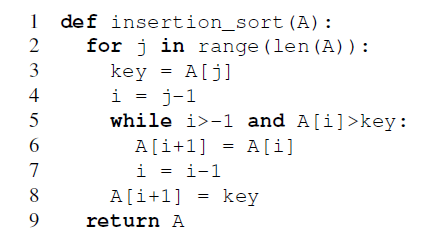 1 def insertion_sort(A):
2   for j in range(len(A)):
3     key = A[j]
4     i = j-1
5     while i>-1 and A[i]>key:
6       A[i+1] = A[i]
7       i = i-1
8     A[i+1] = key
9   return A